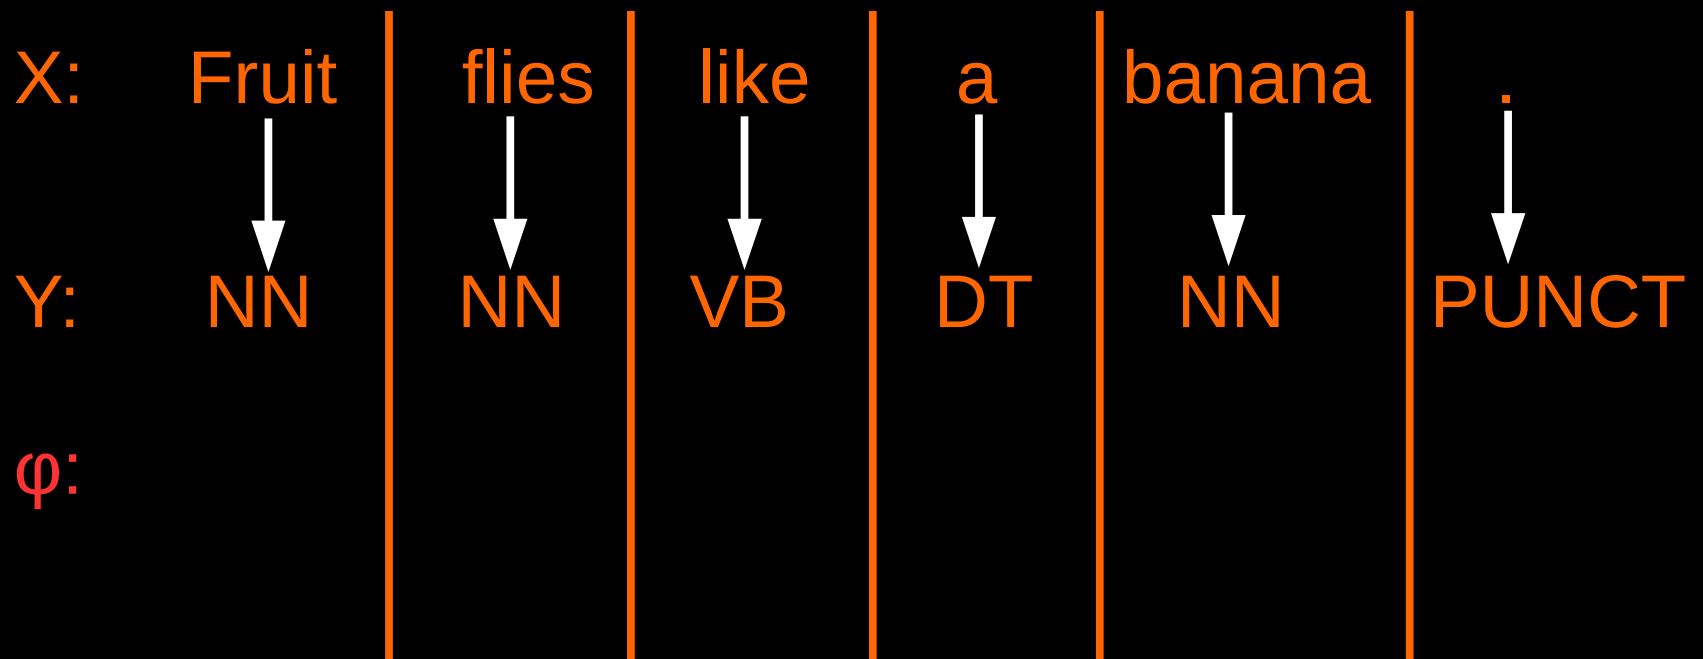 X: Fruit flies like a banana .
Y: NN NN VB DT NN PUNCT
φ: